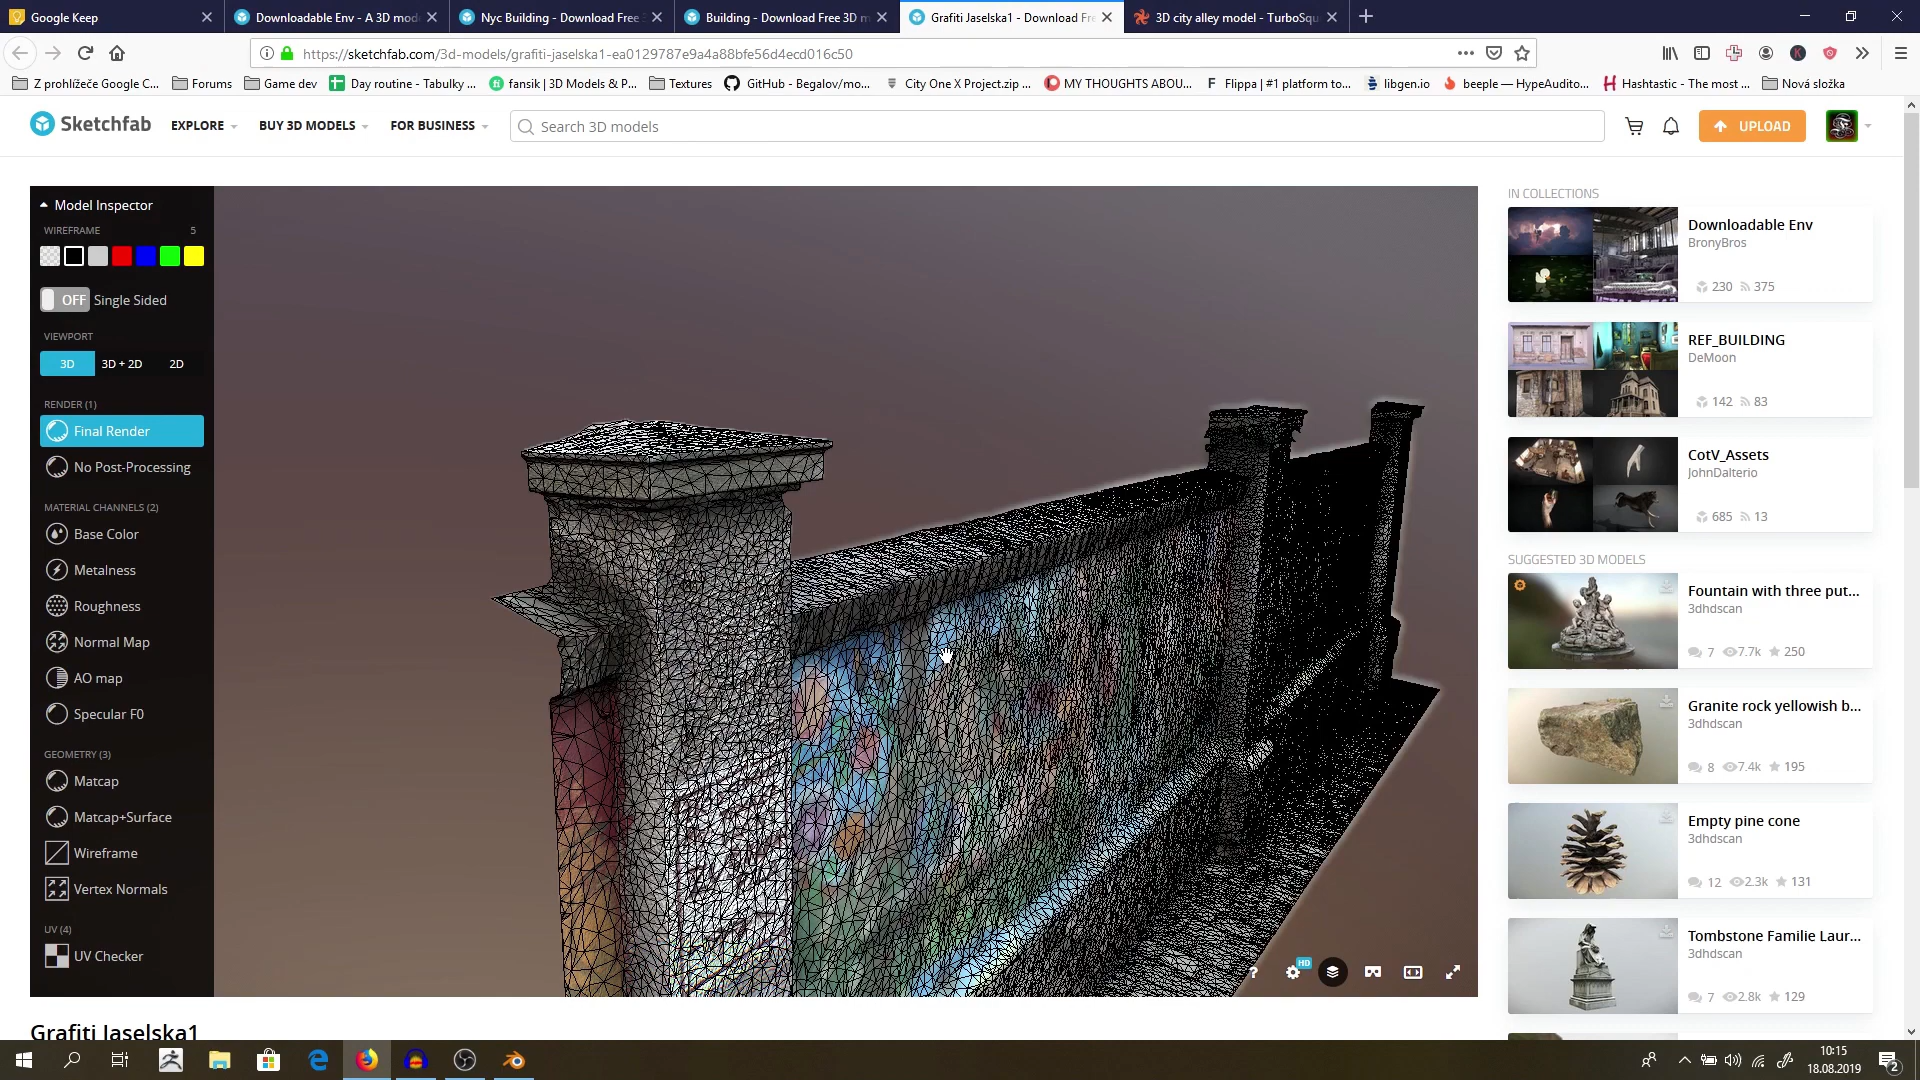 Google Keep
Downloadable Env - A 3D mod
Nyc Building - Download Free 3
Building - Download Free 3D m
Grafiti Jaselska1 - Download Fre
3D city alley model - TurboSqu
https://sketchfab.com/3d-models/grafiti-jaselska1-ea0129787e9a4a88bfe56d4ecd016c50
Z prohlížeče Google C...
Forums
Game dev
Day routine - Tabulky ...
fansik | 3D Models & P...
Textures
GitHub - Begalov/mo...
City One X Project.zip ...
MY THOUGHTS ABOU...
Flippa | #1 platform to...
libgen.io
beeple — HypeAudito...
Hashtastic - The most ...
Nová složka
Sketchfab
EXPLORE
BUY 3D MODELS
FOR BUSINESS
Search 3D models
UPLOAD
Model Inspector
WIREFRAME 5
OFF Single Sided
VIEWPORT
3D 3D + 2D 2D
RENDER (1)
Final Render
No Post-Processing
MATERIAL CHANNELS (2)
Base Color
Metalness
Roughness
Normal Map
AO map
Specular F0
GEOMETRY (3)
Matcap
Matcap+Surface
Wireframe
Vertex Normals
UV (4)
UV Checker
? HD
Grafiti Jaselska1
IN COLLECTIONS
Downloadable Env
BronyBros
230 375
REF_BUILDING
DeMoon
142 83
CotV_Assets
JohnDalterio
685 13
SUGGESTED 3D MODELS
Fountain with three put...
3dhdscan
7 7.7k 250
Granite rock yellowish b...
3dhdscan
8 7.4k 195
Empty pine cone
3dhdscan
12 2.3k 131
Tombstone Familie Laur...
3dhdscan
7 2.8k 129
10:15
18.08.2019
2